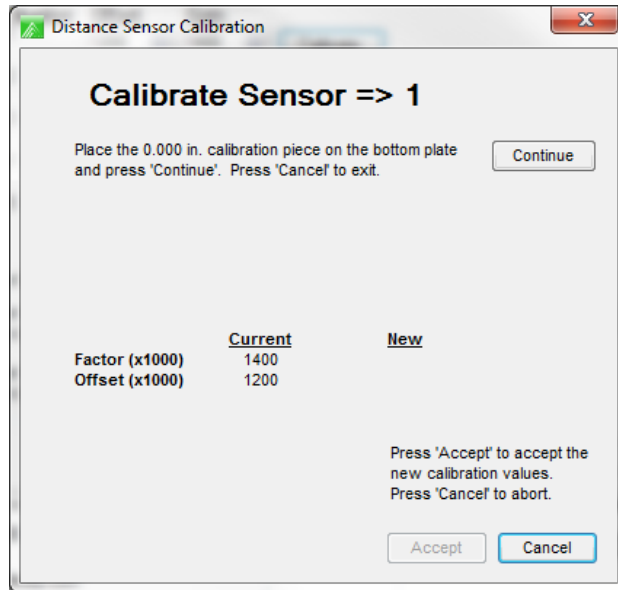 Distance Sensor Calibration
Calibrate Sensor => 1
Place the 0.000 in. calibration piece on the bottom plate
and press 'Continue'. Press 'Cancel' to exit.
Continue
Current New
Factor (x1000) 1400
Offset (x1000) 1200
Press 'Accept' to accept the
new calibration values.
Press 'Cancel' to abort.
Accept Cancel